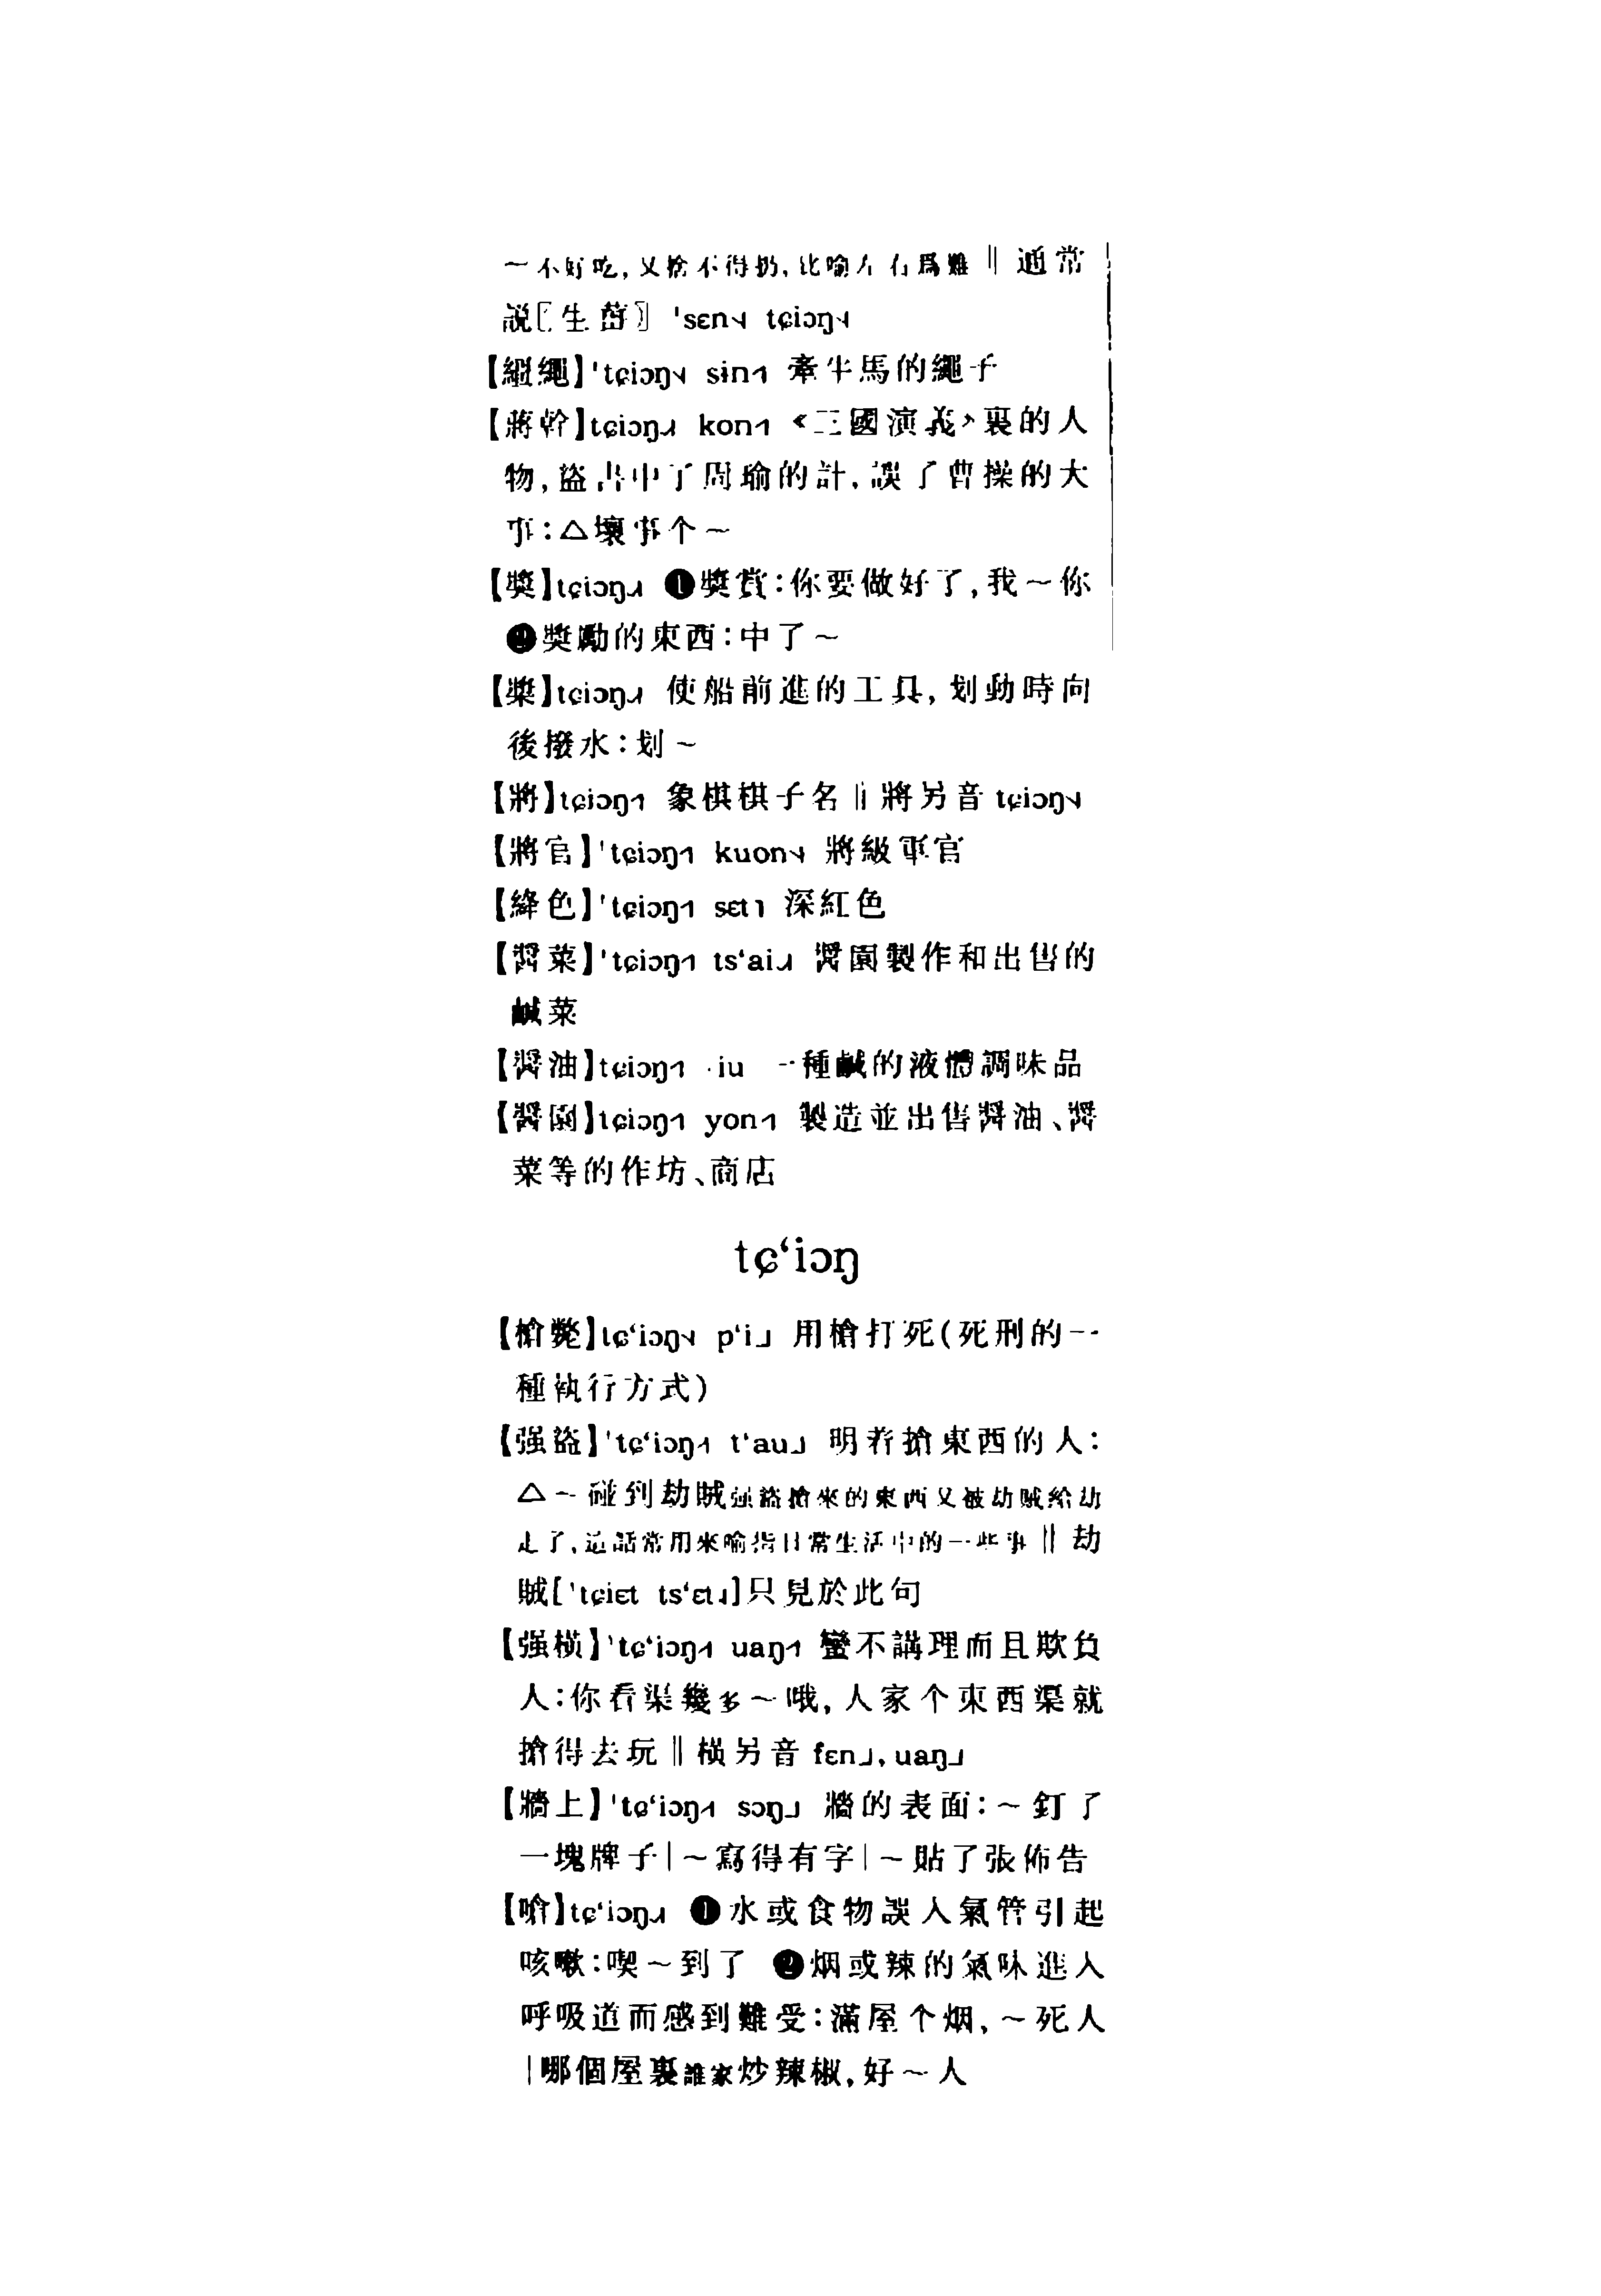 ～不好吃，又捨不得扔，比喻左右爲難‖通常
説〔生薑〕 ˈsɛn˧˨ tɕiɔŋ˧˨
【繮繩】ˈtɕiɔŋ˧˨ sin˧˥ 牽牛馬的繩子
【蔣幹】tɕiɔŋ˨˩˧ kon˧˥ 《三國演義》裏的人
物，盜書中了周瑜的計，誤了曹操的大
事：△壞事个～
【獎】tɕiɔŋ˨˩˧ ❶獎賞：你要做好了，我～你
❷獎勵的東西：中了～
【槳】tɕiɔŋ˨˩˧ 使船前進的工具，划動時向
後撥水：划～
【將】tɕiɔŋ˧˥ 象棋棋子名‖將另音 tɕiɔŋ˧˨
【將官】ˈtɕiɔŋ˧˥ kuon˧˨ 將級軍官
【絳色】ˈtɕiɔŋ˧˥ sɛt˥ 深紅色
【醬菜】ˈtɕiɔŋ˧˥ tsʻai˨˩˧ 醬園製作和出售的
鹹菜
【醬油】tɕiɔŋ˧˥ ·iu 一種鹹的液體調味品
【醬園】tɕiɔŋ˧˥ yon˧˥ 製造並出售醬油、醬
菜等的作坊、商店
tɕʻiɔŋ
【槍斃】tɕʻiɔŋ˧˨ pʻi˩ 用槍打死（死刑的一
種執行方式）
【强盜】ˈtɕʻiɔŋ˨˦ tʻau˩ 明着搶東西的人：
△～碰到劫賊强盜搶來的東西又被劫賊給劫
走了，這話常用來喻指日常生活中的一些事‖劫
賊[ˈtɕiɛt tsʻɛt˨]只見於此句
【强横】ˈtɕʻiɔŋ˨˦ uaŋ˨˦ 蠻不講理而且欺負
人：你看渠幾多～哦，人家个東西渠就
搶得去玩‖横另音 fɛn˩，uaŋ˩
【牆上】ˈtɕʻiɔŋ˨˦ sɔŋ˩ 牆的表面：～釘了
一塊牌子｜～寫得有字｜～貼了張佈告
【嗆】tɕʻiɔŋ˨˩˧ ❶水或食物誤入氣管引起
咳嗽：喫～到了 ❷烟或辣的氣味進入
呼吸道而感到難受：滿屋个烟，～死人
｜哪個屋裏誰家炒辣椒，好～人